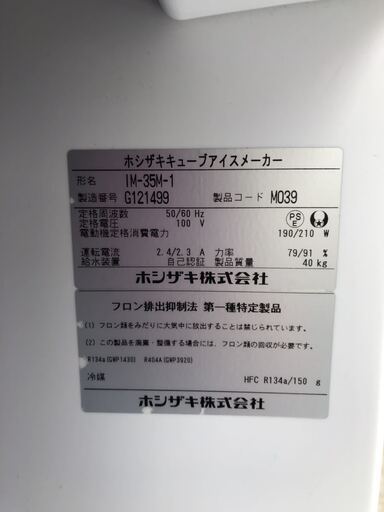 ホシザキキューブアイスメーカー
形名 IM-35M-1
製造番号 G121499 製品コード M039
定格周波数 50/60 Hz
定格電圧 100 V
PS E
電動機定格消費電力 190/210 W
運転電流 2.4/2.3 A 力率 79/91 %
給水装置 自己認証 製品質量 40 kg
ホシザキ株式会社
フロン排出抑制法 第一種特定製品
(1) フロン類をみだりに大気中に放出することは禁じられています。
(2) この製品を廃棄・整備する場合には、フロン類の回収が必要です。
R134a(GWP1430) R404A(GWP3920)
冷媒 HFC R134a/150 g
ホシザキ株式会社